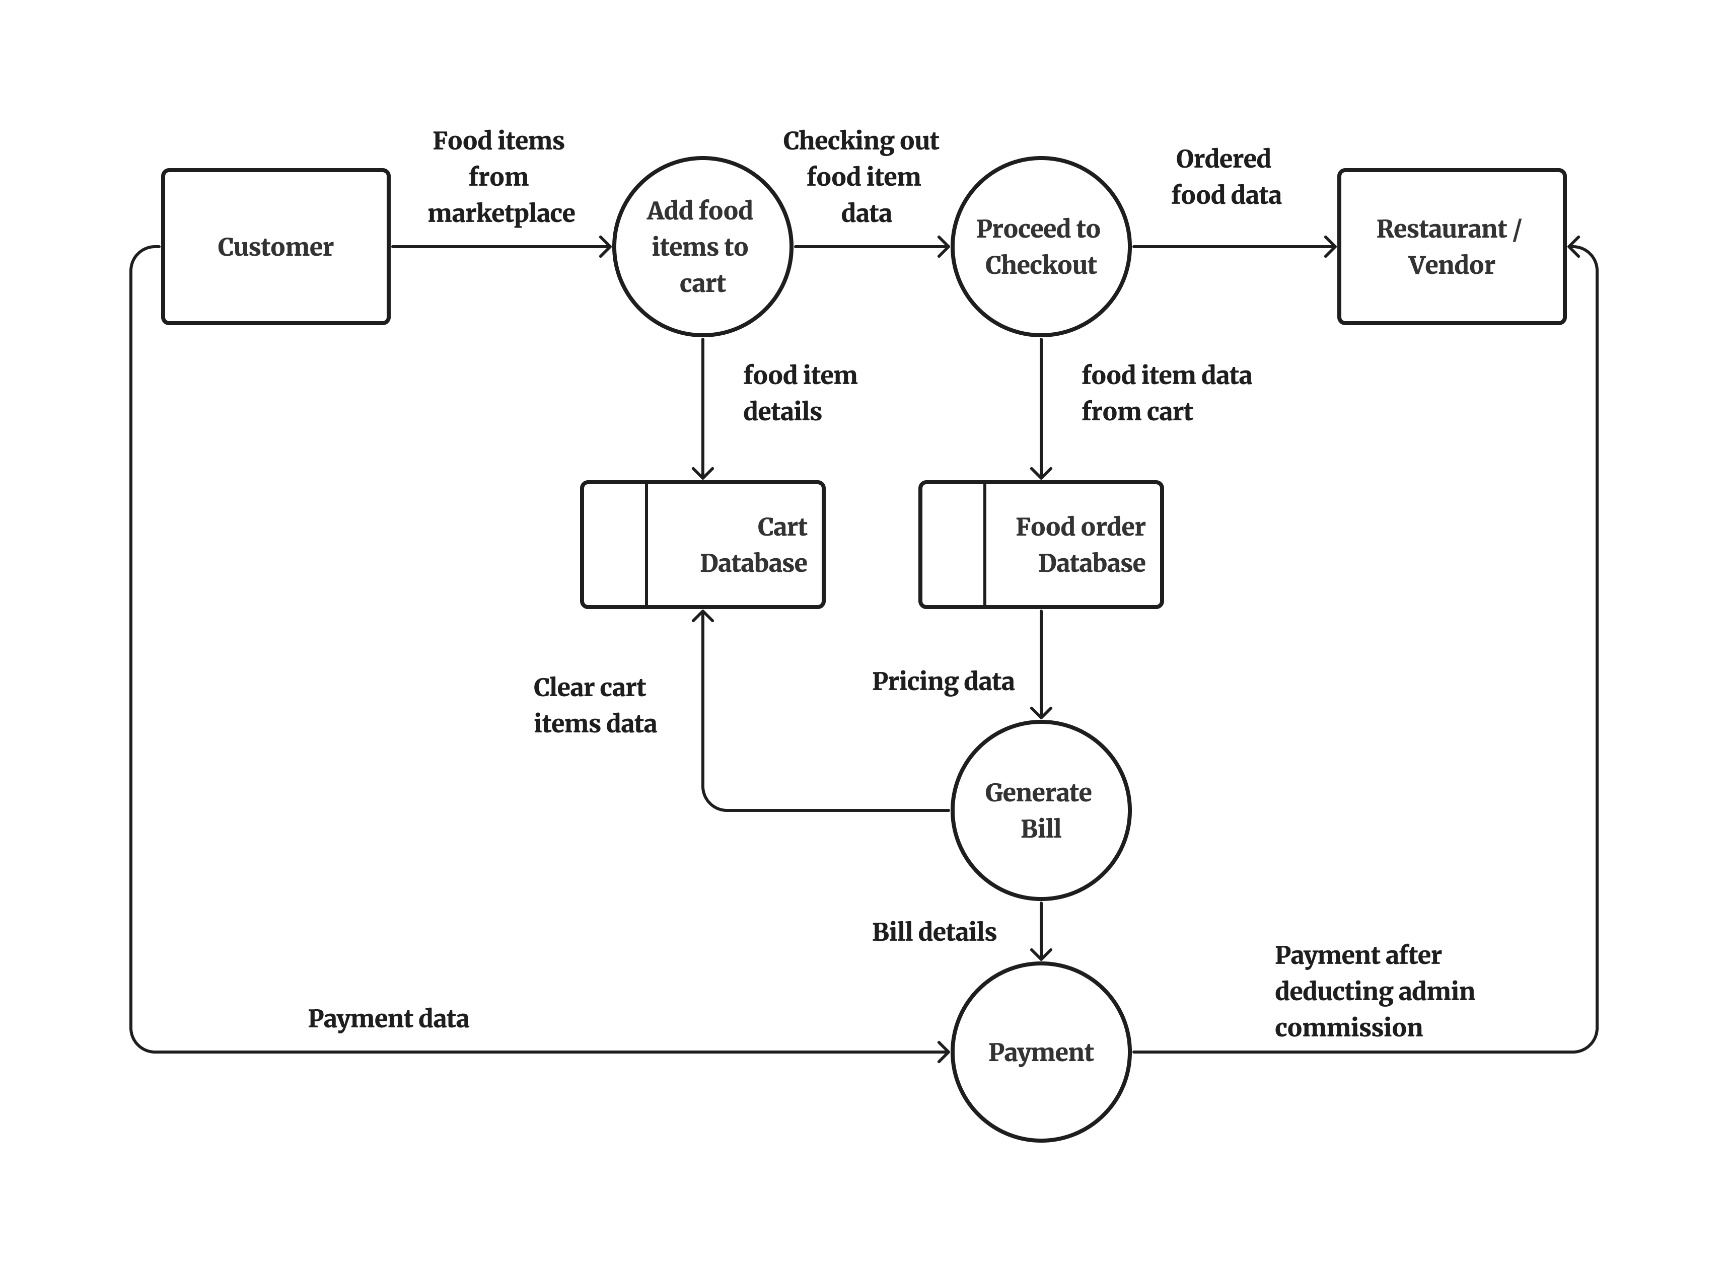 Food items
from
marketplace
Checking out
food item
data
Ordered
food data
Customer
Add food
items to
cart
Proceed to
Checkout
Restaurant /
Vendor
food item
details
food item data
from cart
Cart
Database
Food order
Database
Clear cart
items data
Pricing data
Generate
Bill
Bill details
Payment data
Payment
Payment after
deducting admin
commission